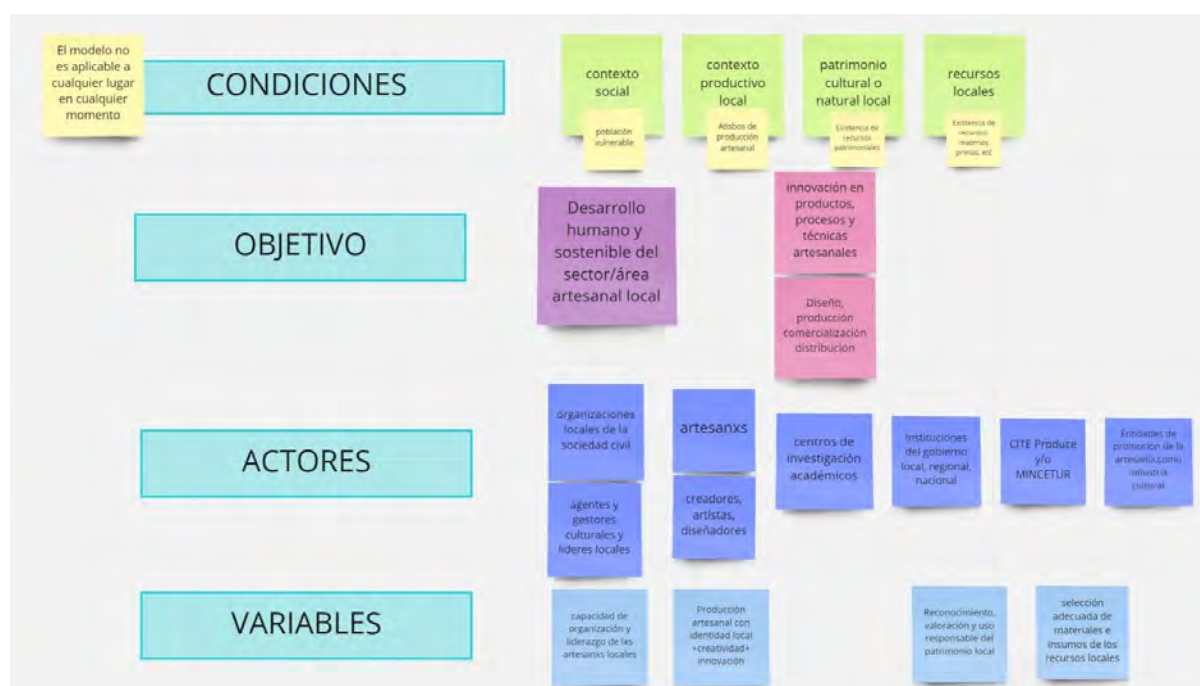 El modelo no
es aplicable a
cualquier lugar
en cualquier
momento
CONDICIONES
contexto
social
población
vulnerable
contexto
productivo
local
Atisbos de
producción
artesanal
patrimonio
cultural o
natural local
Existencia de
recursos
patrimoniales
recursos
locales
Existencia de
recursos,
materias
primas, etc
OBJETIVO
Desarrollo
humano y
sostenible del
sector/área
artesanal local
innovación en
productos,
procesos y
técnicas
artesanales
Diseño,
producción
comercialización
distribución
ACTORES
organizaciones
locales de la
sociedad civil
agentes y
gestores
culturales y
lideres locales
artesanxs
creadores,
artistas,
diseñadores
centros de
investigación
académicos
Instituciones
del gobierno
local, regional,
nacional
CITE Produce
y/o
MINCETUR
Entidades de
promoción de la
artesanía como
industria
cultural
VARIABLES
capacidad de
organización y
liderazgo de lxs
artesanxs locales
Producción
artesanal con
identidad local
+creatividad+
innovación
Reconocimiento,
valoración y uso
responsable del
patrimonio local
selección
adecuada de
materiales e
insumos de los
recursos locales